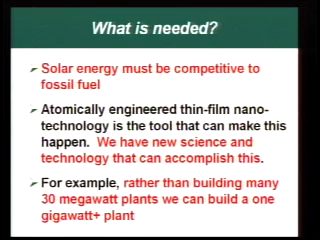 What is needed?
Solar energy must be competitive to
fossil fuel
Atomically engineered thin-film nano-
technology is the tool that can make this
happen. We have new science and
technology that can accomplish this.
For example, rather than building many
30 megawatt plants we can build a one
gigawatt+ plant